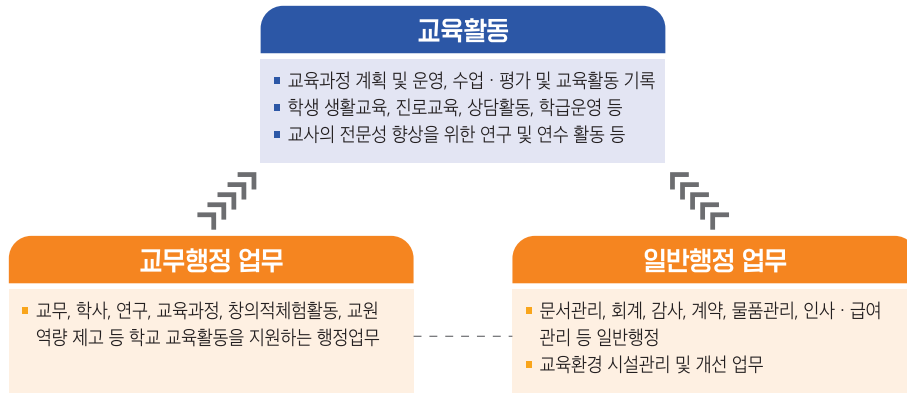 교육활동
▪ 교육과정 계획 및 운영, 수업 · 평가 및 교육활동 기록
▪ 학생 생활교육, 진로교육, 상담활동, 학급운영 등
▪ 교사의 전문성 향상을 위한 연구 및 연수 활동 등
교무행정 업무
▪ 교무, 학사, 연구, 교육과정, 창의적체험활동, 교원
역량 제고 등 학교 교육활동을 지원하는 행정업무
일반행정 업무
▪ 문서관리, 회계, 감사, 계약, 물품관리, 인사 · 급여
관리 등 일반행정
▪ 교육환경 시설관리 및 개선 업무